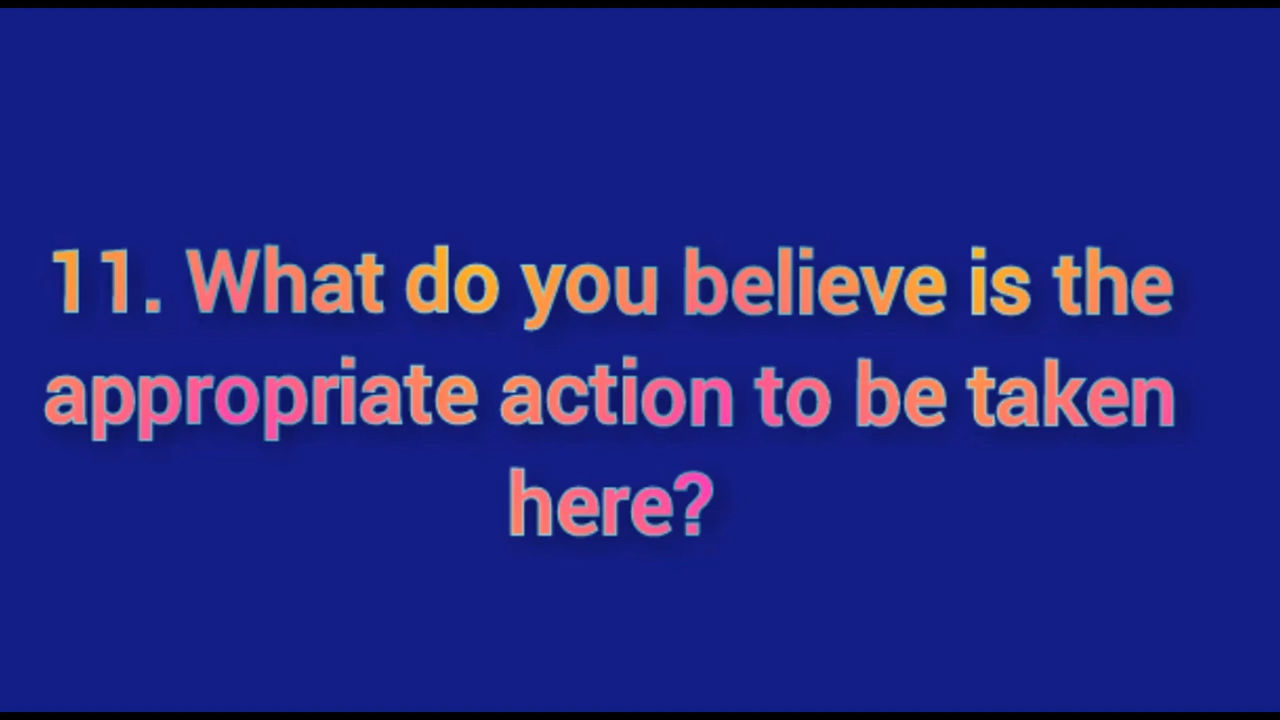 11. What do you believe is the
appropriate action to be taken
here?